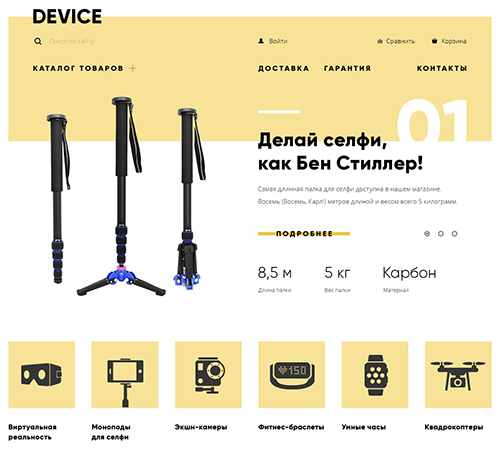 DEVICE
Поиск по сайту
Войти
Сравнить
Корзина
КАТАЛОГ ТОВАРОВ
ДОСТАВКА
ГАРАНТИЯ
КОНТАКТЫ
01
Делай селфи,
как Бен Стиллер!
Самая длинная палка для селфи доступна в нашем магазине.
Восемь (Восемь, Карл!) метров длиной и весом всего 5 килограмм.
ПОДРОБНЕЕ
8,5 м
5 кг
Карбон
Длина палки
Вес палки
Материал
150
Виртуальная
реальность
Моноподы
для селфи
Экшн-камеры
Фитнес-браслеты
Умные часы
Квадрокоптеры